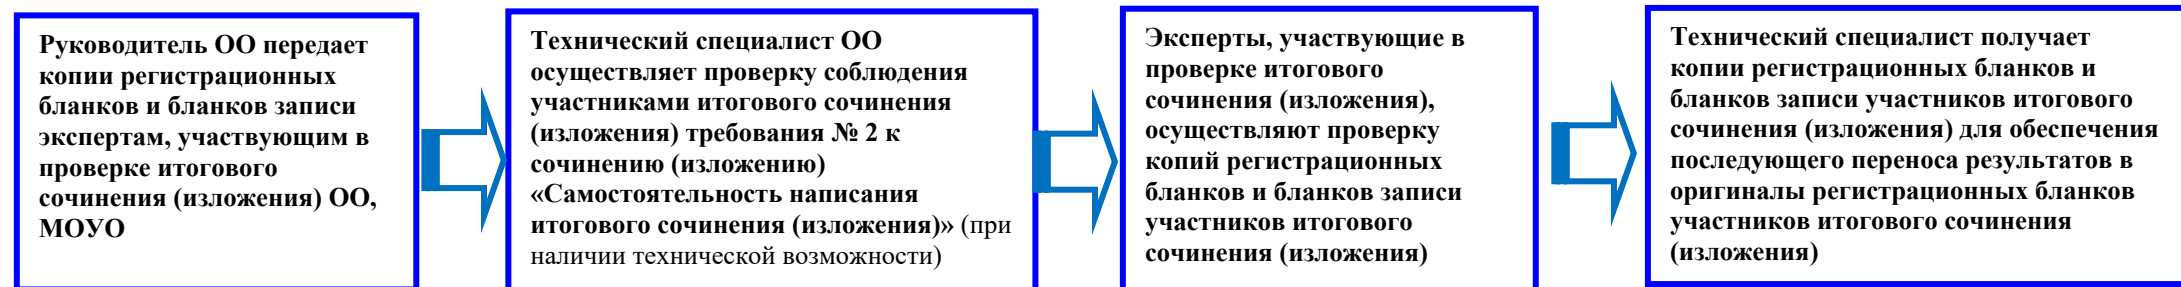 Руководитель ОО передает
копии регистрационных
бланков и бланков записи
экспертам, участвующим в
проверке итогового
сочинения (изложения) ОО,
МОУО
Технический специалист ОО
осуществляет проверку соблюдения
участниками итогового сочинения
(изложения) требования № 2 к
сочинению (изложению)
«Самостоятельность написания
итогового сочинения (изложения)» (при
наличии технической возможности)
Эксперты, участвующие в
проверке итогового
сочинения (изложения),
осуществляют проверку
копий регистрационных
бланков и бланков записи
участников итогового
сочинения (изложения)
Технический специалист получает
копии регистрационных бланков и
бланков записи участников итогового
сочинения (изложения) для обеспечения
последующего переноса результатов в
оригиналы регистрационных бланков
участников итогового сочинения
(изложения)